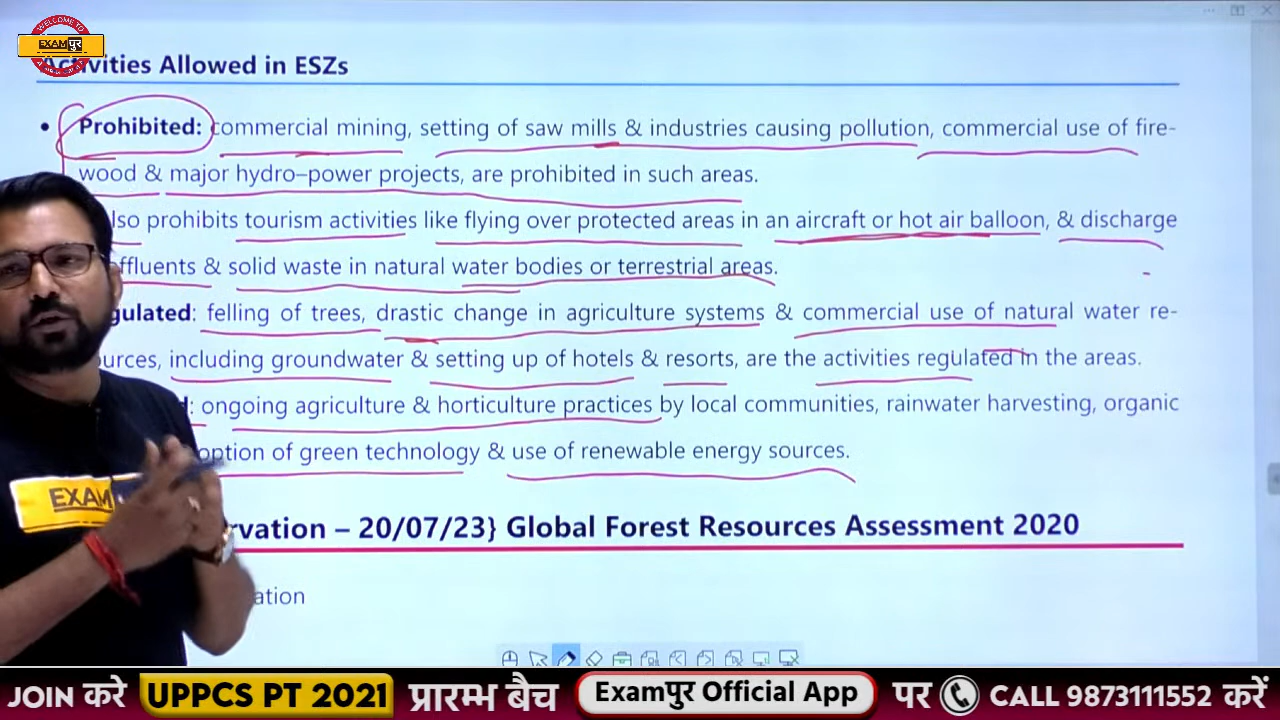 WELCOME TO
EXAMपुर
Activities Allowed in ESZs
• Prohibited: commercial mining, setting of saw mills & industries causing pollution, commercial use of fire-
wood & major hydro–power projects, are prohibited in such areas.
lso prohibits tourism activities like flying over protected areas in an aircraft or hot air balloon, & discharge
ffluents & solid waste in natural water bodies or terrestrial areas.
gulated: felling of trees, drastic change in agriculture systems & commercial use of natural water re-
ources, including groundwater & setting up of hotels & resorts, are the activities regulated in the areas.
d: ongoing agriculture & horticulture practices by local communities, rainwater harvesting, organic
option of green technology & use of renewable energy sources.
rvation – 20/07/23} Global Forest Resources Assessment 2020
ation
EXAM
JOIN करे UPPCS PT 2021 प्रारम्भ बैच Examपुर Official App पर CALL 9873111552 करें